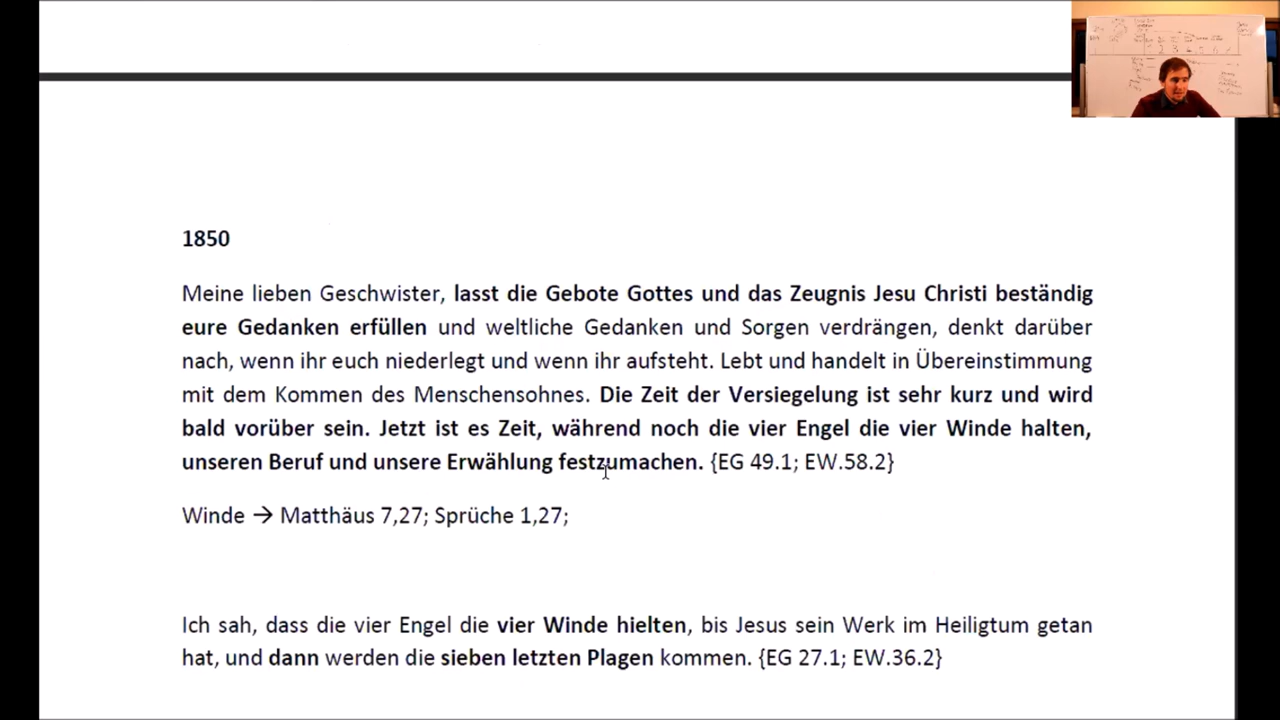 1850
Meine lieben Geschwister, lasst die Gebote Gottes und das Zeugnis Jesu Christi beständig
eure Gedanken erfüllen und weltliche Gedanken und Sorgen verdrängen, denkt darüber
nach, wenn ihr euch niederlegt und wenn ihr aufsteht. Lebt und handelt in Übereinstimmung
mit dem Kommen des Menschensohnes. Die Zeit der Versiegelung ist sehr kurz und wird
bald vorüber sein. Jetzt ist es Zeit, während noch die vier Engel die vier Winde halten,
unseren Beruf und unsere Erwählung festzumachen. {EG 49.1; EW.58.2}
Winde → Matthäus 7,27; Sprüche 1,27;
Ich sah, dass die vier Engel die vier Winde hielten, bis Jesus sein Werk im Heiligtum getan
hat, und dann werden die sieben letzten Plagen kommen. {EG 27.1; EW.36.2}